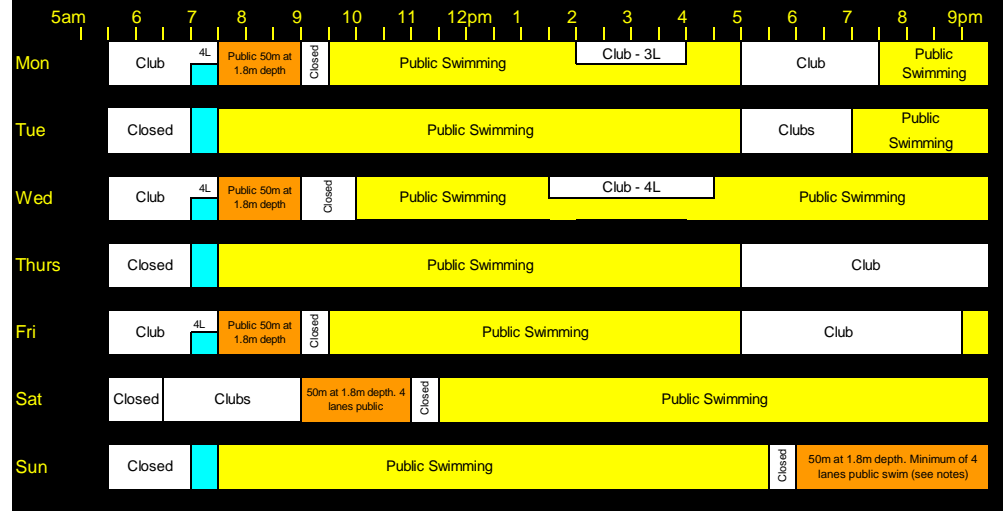 5am 6 7 8 9 10 11 12pm 1 2 3 4 5 6 7 8 9pm
Mon Club 4L Public 50m at Closed Public Swimming Club - 3L Club Public
1.8m depth Swimming
Tue Closed Public Swimming Clubs Public
Swimming
Wed Club 4L Public 50m at Closed Public Swimming Club - 4L Public Swimming
1.8m depth
Thurs Closed Public Swimming Club
Fri Club 4L Public 50m at Closed Public Swimming Club
1.8m depth
Sat Closed Clubs 50m at 1.8m depth. 4 Closed Public Swimming
lanes public
Sun Closed Public Swimming Closed 50m at 1.8m depth. Minimum of 4
lanes public swim (see notes)